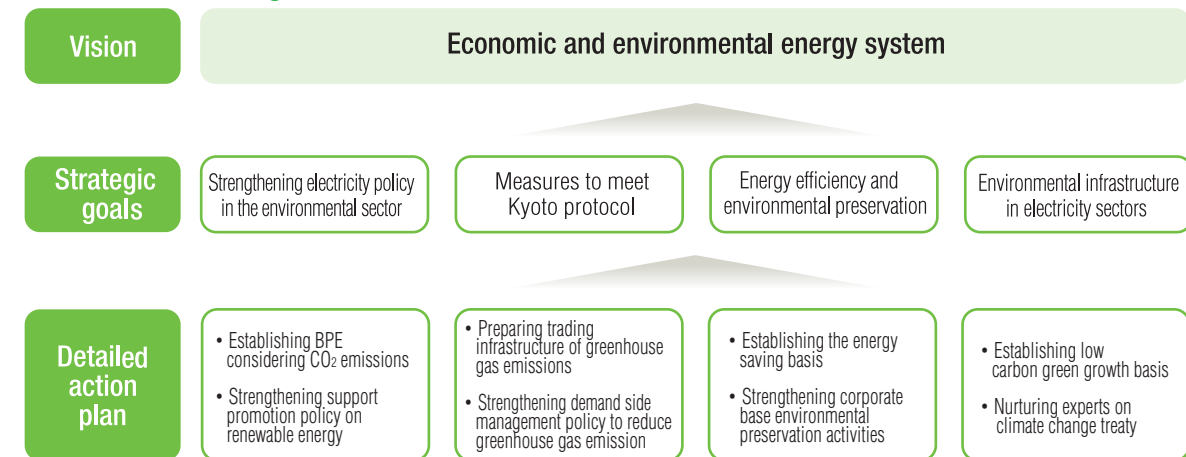 Vision
Economic and environmental energy system
Strategic
goals
Strengthening electricity policy
in the environmental sector
Measures to meet
Kyoto protocol
Energy efficiency and
environmental preservation
Environmental infrastructure
in electricity sectors
Detailed
action
plan
• Establishing BPE
considering CO₂ emissions
• Strengthening support
promotion policy on
renewable energy
• Preparing trading
infrastructure of greenhouse
gas emissions
• Strengthening demand side
management policy to reduce
greenhouse gas emission
• Establishing the energy
saving basis
• Strengthening corporate
base environmental
preservation activities
• Establishing low
carbon green growth basis
• Nurturing experts on
climate change treaty